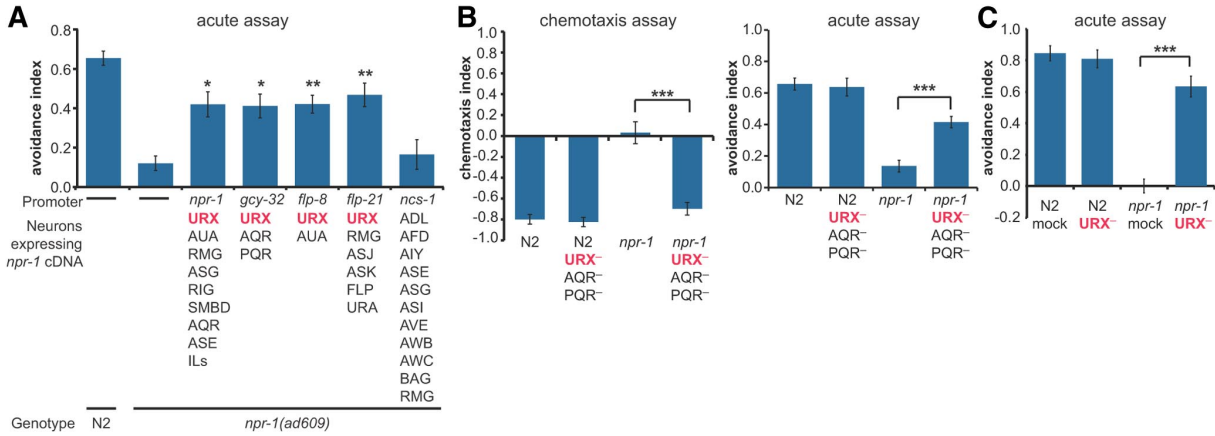 A
acute assay
avoidance index
0.8
0.6
0.4
0.2
0.0
* * ** **
Promoter npr-1 gcy-32 flp-8 flp-21 ncs-1
Neurons
expressing
npr-1 cDNA
URX
AUA
RMG
ASG
RIG
SMBD
AQR
ASE
ILs
URX
AQR
PQR
URX
AUA
URX
RMG
ASJ
ASK
FLP
URA
ADL
AFD
AIY
ASE
ASG
ASI
AVE
AWB
AWC
BAG
RMG
Genotype N2 npr-1(ad609)
B
chemotaxis assay
chemotaxis index
1.0
0.8
0.6
0.4
0.2
0.0
-0.2
-0.4
-0.6
-0.8
-1.0
***
N2
N2
URX–
AQR–
PQR–
npr-1
npr-1
URX–
AQR–
PQR–
acute assay
avoidance index
1.0
0.8
0.6
0.4
0.2
0.0
***
N2
N2
URX–
AQR–
PQR–
npr-1
npr-1
URX–
AQR–
PQR–
C
acute assay
avoidance index
1.0
0.8
0.6
0.4
0.2
0.0
-0.2
***
N2
mock
N2
URX–
npr-1
mock
npr-1
URX–